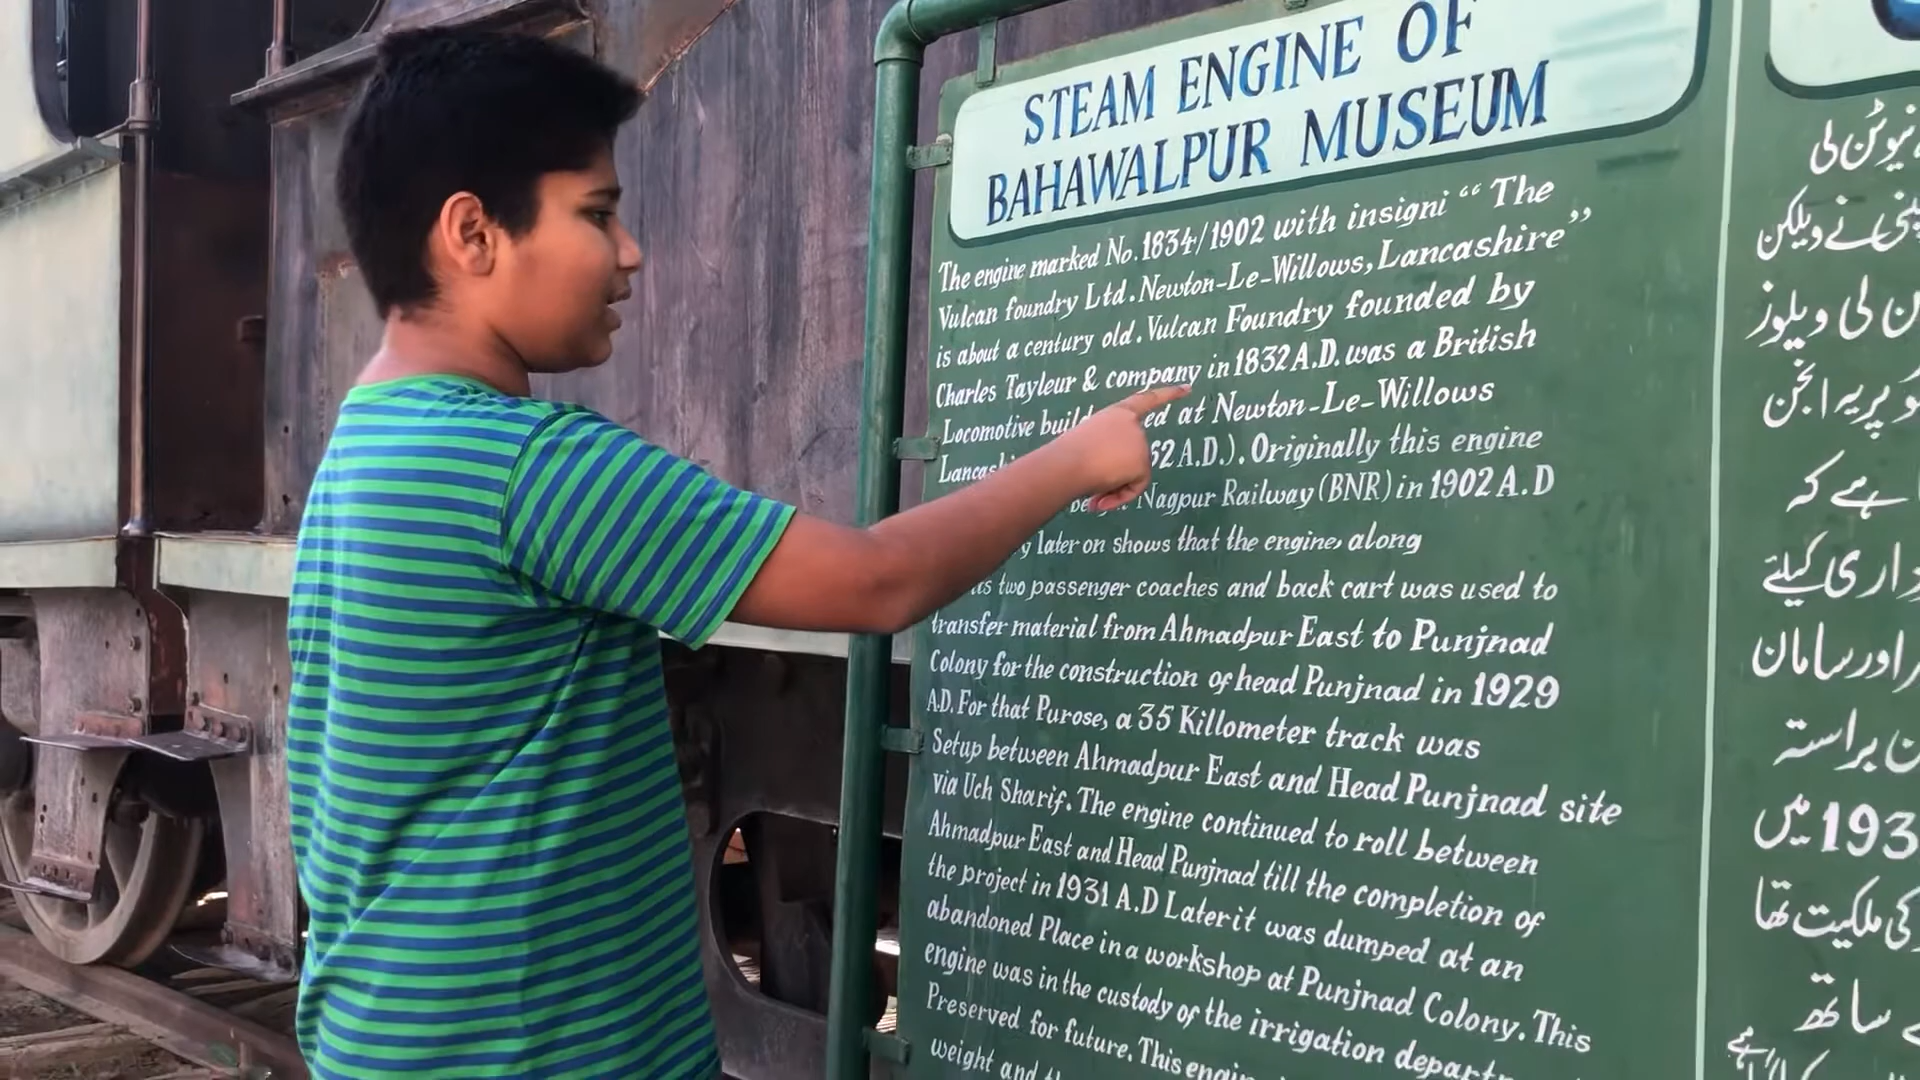 STEAM ENGINE OF
BAHAWALPUR MUSEUM
The engine marked No. 1834/1902 with insigni “ The
Vulcan foundry Ltd. Newton-Le-Willows, Lancashire ”
is about a century old. Vulcan Foundry founded by
Charles Tayleur & company in 1832 A.D. was a British
Locomotive at Newton-Le-Willows
A.D.). Originally this engine
Nagpur Railway (BNR) in 1902 A.D
later on shows that the engine, along
two passenger coaches and back cart was used to
transfer material from Ahmadpur East to Punjnad
Colony for the construction of head Punjnad in 1929
A.D. For that Purose, a 35 Killometer track was
Setup between Ahmadpur East and Head Punjnad site
via Uch Sharif. The engine continued to roll between
Ahmadpur East and Head Punjnad till the completion of
the project in 1931 A.D Later it was dumped at an
abandoned Place in a workshop at Punjnad Colony. This
engine was in the custody of the irrigation
Preserved for future. This
weight and
نیوٹن لی
نے ویلکن
لی ویلوز
پر یہ انجن
ہے کہ
کیلئے
اور سامان
براستہ
میں
کی ملکیت تھا
ساتھ